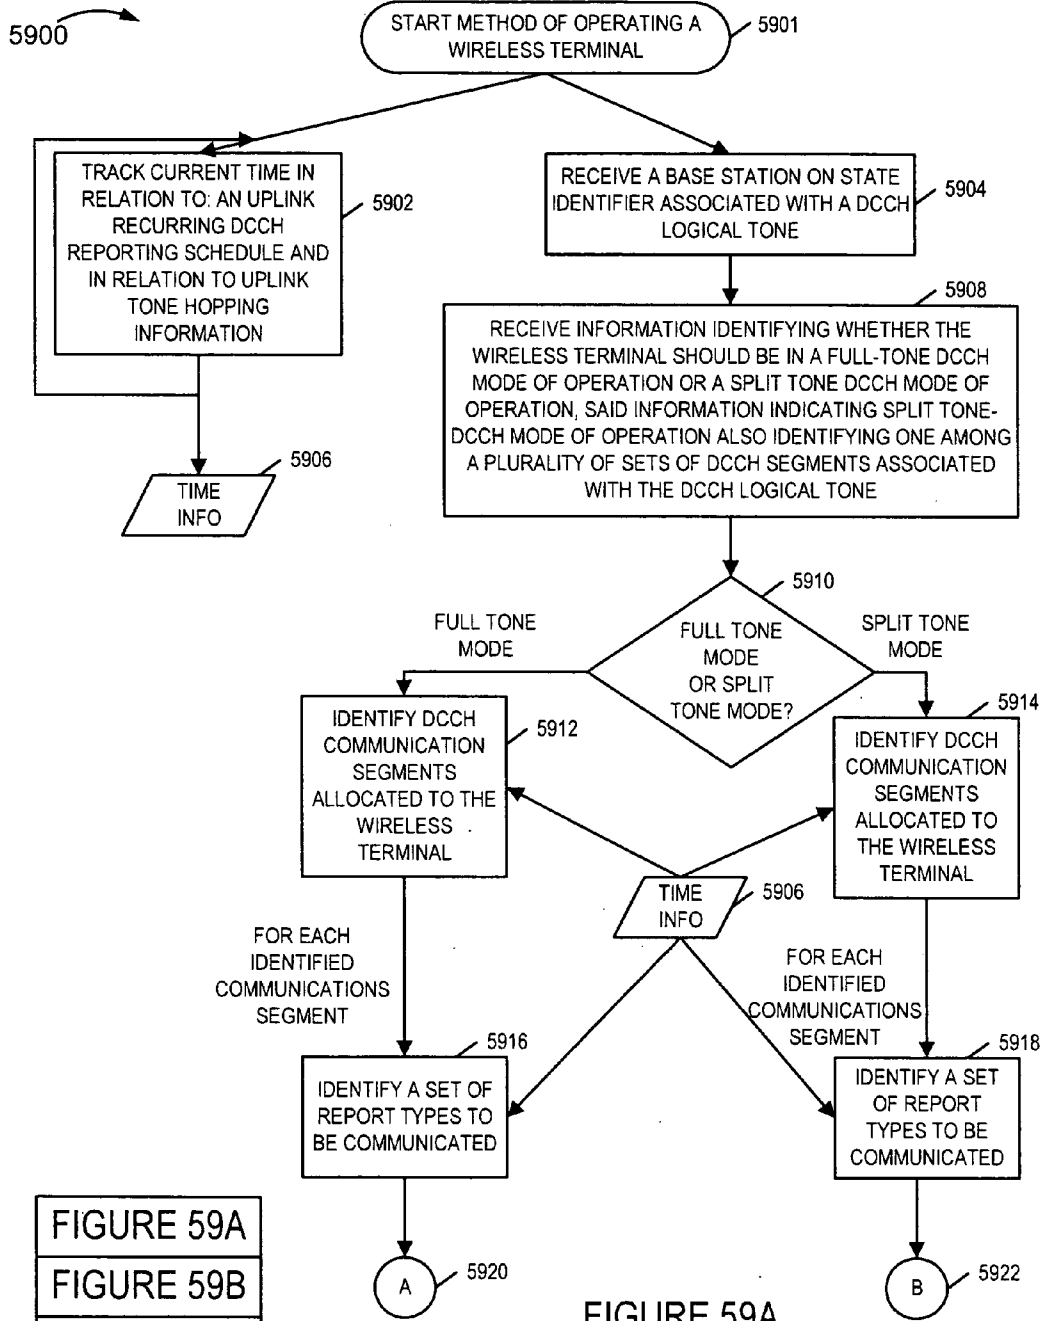 5900
START METHOD OF OPERATING A
WIRELESS TERMINAL
5901
TRACK CURRENT TIME IN
RELATION TO: AN UPLINK
RECURRING DCCH
REPORTING SCHEDULE AND
IN RELATION TO UPLINK
TONE HOPPING
INFORMATION
5902
RECEIVE A BASE STATION ON STATE
IDENTIFIER ASSOCIATED WITH A DCCH
LOGICAL TONE
5904
5906
TIME
INFO
5908
RECEIVE INFORMATION IDENTIFYING WHETHER THE
WIRELESS TERMINAL SHOULD BE IN A FULL-TONE DCCH
MODE OF OPERATION OR A SPLIT TONE DCCH MODE OF
OPERATION, SAID INFORMATION INDICATING SPLIT TONE-
DCCH MODE OF OPERATION ALSO IDENTIFYING ONE AMONG
A PLURALITY OF SETS OF DCCH SEGMENTS ASSOCIATED
WITH THE DCCH LOGICAL TONE
5910
FULL TONE
MODE
OR SPLIT
TONE MODE?
FULL TONE
MODE
SPLIT TONE
MODE
IDENTIFY DCCH
COMMUNICATION
SEGMENTS
ALLOCATED TO THE
WIRELESS
TERMINAL
5912
5914
IDENTIFY DCCH
COMMUNICATION
SEGMENTS
ALLOCATED TO
THE WIRELESS
TERMINAL
TIME
INFO
5906
FOR EACH
IDENTIFIED
COMMUNICATIONS
SEGMENT
FOR EACH
IDENTIFIED
COMMUNICATIONS
SEGMENT
5916
IDENTIFY A SET OF
REPORT TYPES TO
BE COMMUNICATED
5918
IDENTIFY A SET
OF REPORT
TYPES TO BE
COMMUNICATED
FIGURE 59A
FIGURE 59B
A
5920
B
5922
FIGURE 59A